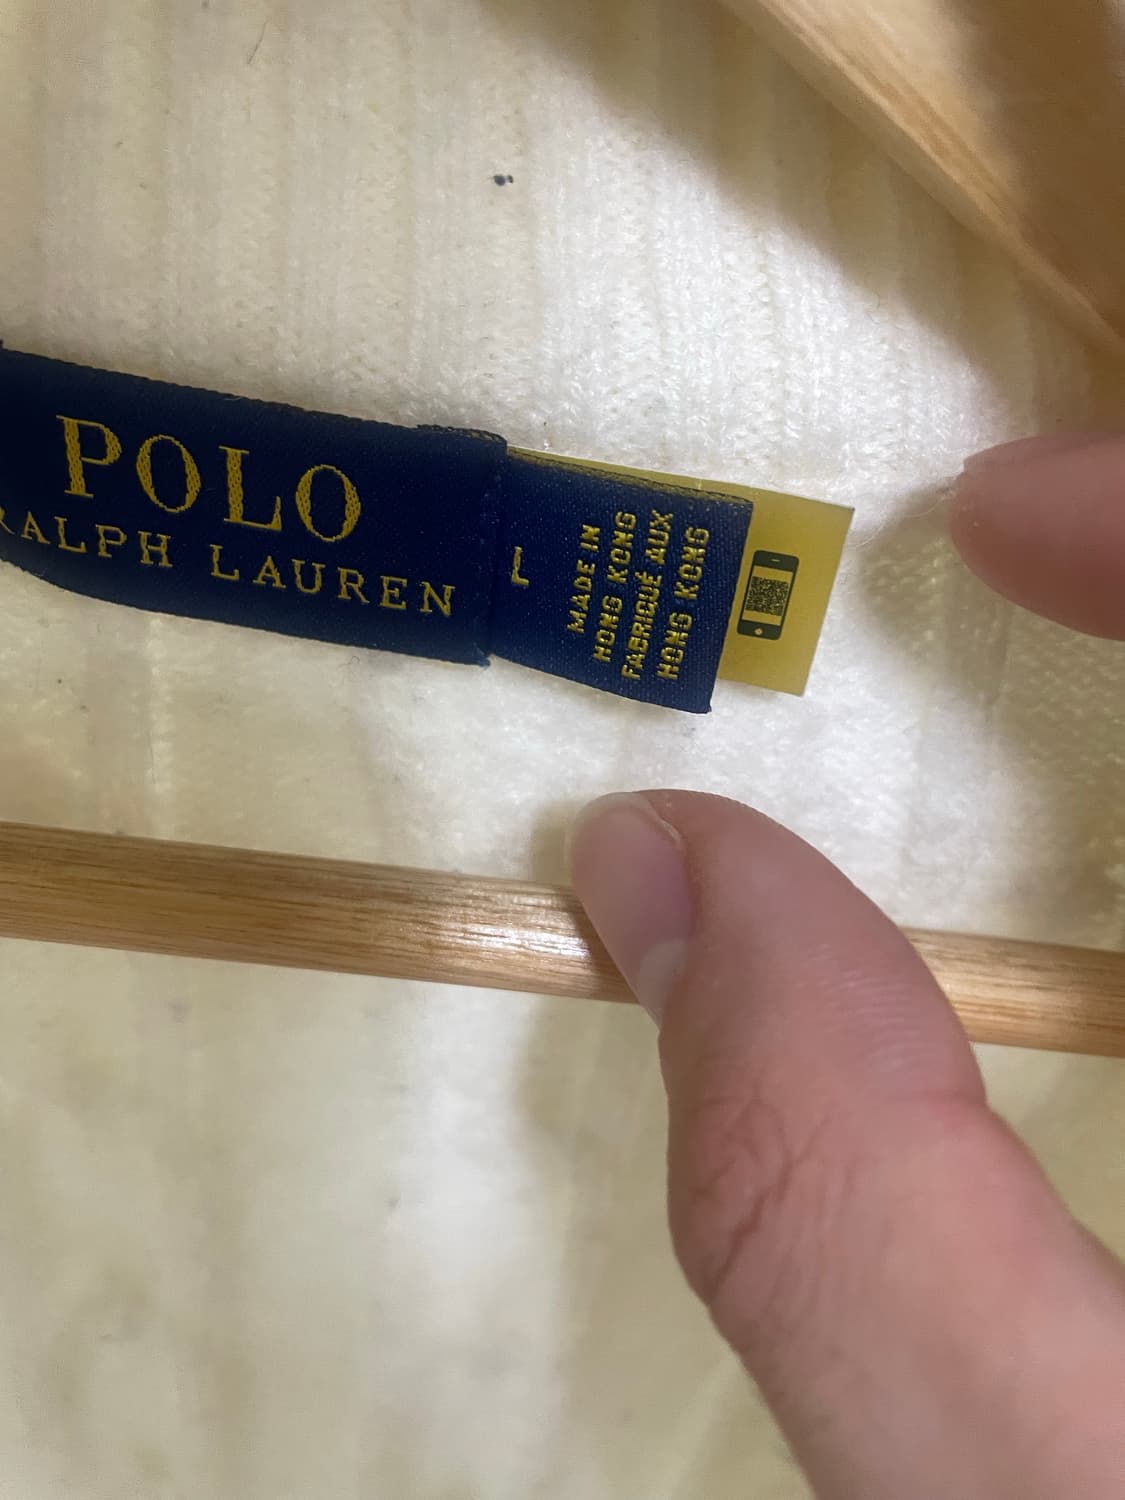 POLO
RALPH LAUREN
L
MADE IN
HONG KONG
FABRIQUÉ AUX
HONG KONG